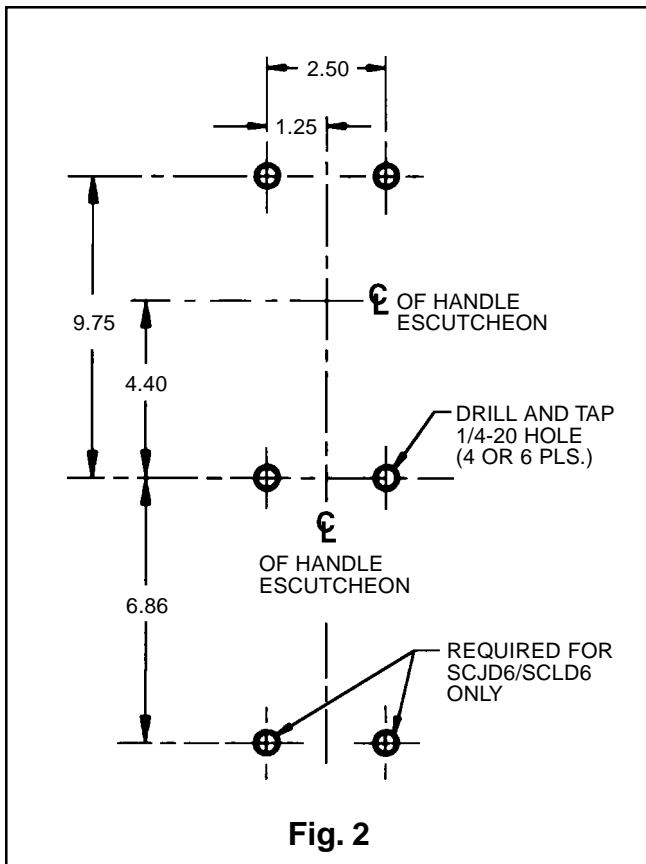 2.50
1.25
℄ OF HANDLE
ESCUTCHEON
9.75
4.40
DRILL AND TAP
1/4-20 HOLE
(4 OR 6 PLS.)
℄
OF HANDLE
ESCUTCHEON
6.86
REQUIRED FOR
SCJD6/SCLD6
ONLY
Fig. 2